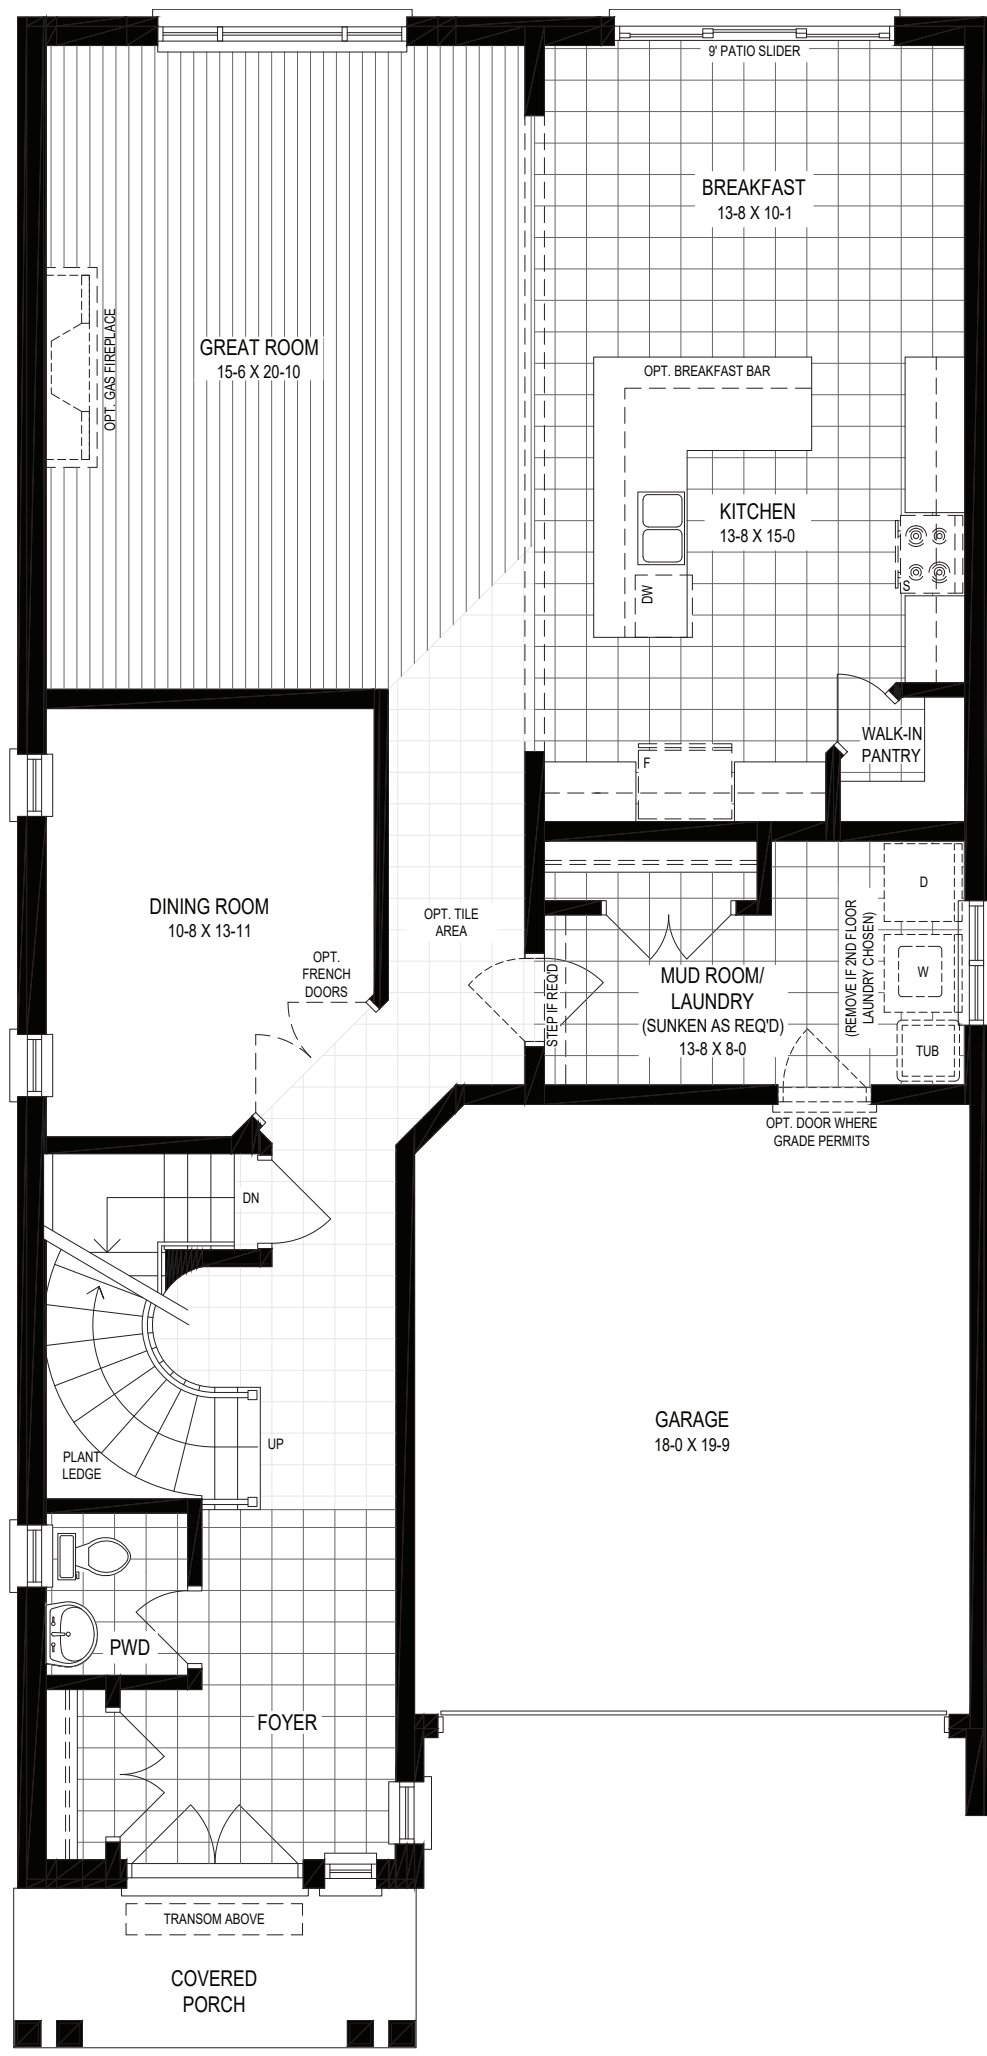 9' PATIO SLIDER
BREAKFAST
13-8 X 10-1
GREAT ROOM
15-6 X 20-10
OPT. GAS FIREPLACE
OPT. BREAKFAST BAR
KITCHEN
13-8 X 15-0
DW
S
WALK-IN
PANTRY
F
DINING ROOM
10-8 X 13-11
OPT.
FRENCH
DOORS
OPT. TILE
AREA
STEP IF REQ'D
MUD ROOM/
LAUNDRY
(SUNKEN AS REQ'D)
13-8 X 8-0
(REMOVE IF 2ND FLOOR
LAUNDRY CHOSEN)
D
W
TUB
OPT. DOOR WHERE
GRADE PERMITS
DN
UP
PLANT
LEDGE
GARAGE
18-0 X 19-9
PWD
FOYER
TRANSOM ABOVE
COVERED
PORCH